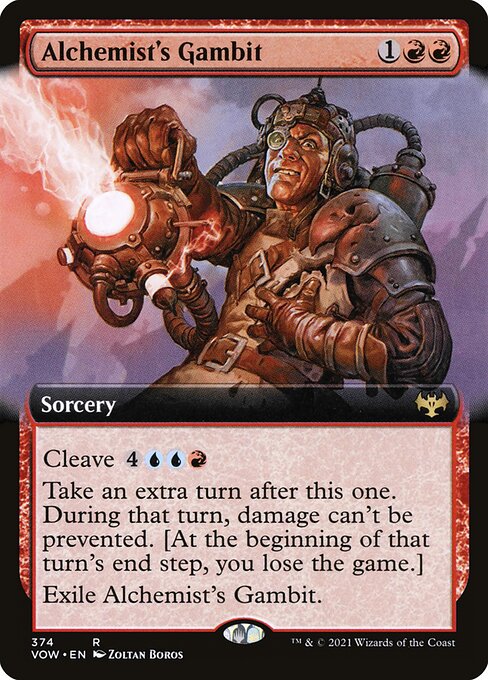 Alchemist's Gambit 1
Sorcery
Cleave 4
Take an extra turn after this one.
During that turn, damage can't be
prevented. [At the beginning of that
turn's end step, you lose the game.]
Exile Alchemist's Gambit.
374 R
VOW • EN Zoltan Boros
™ & © 2021 Wizards of the Coast